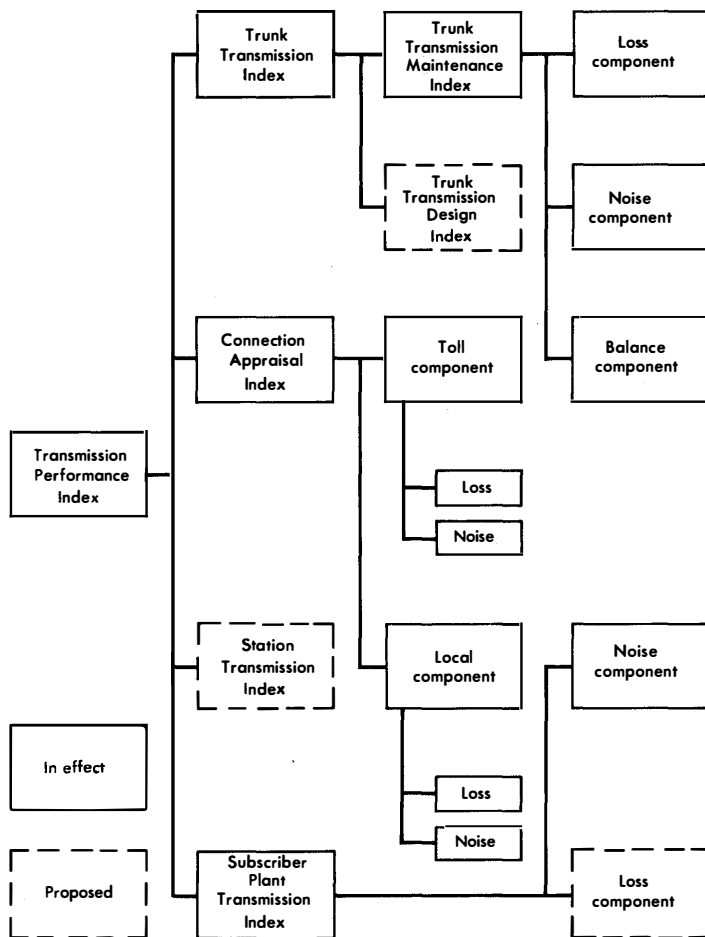 Trunk
Transmission
Index
Trunk
Transmission
Maintenance
Index
Loss
component
Trunk
Transmission
Design
Index
Noise
component
Connection
Appraisal
Index
Toll
component
Balance
component
Transmission
Performance
Index
Loss
Noise
Station
Transmission
Index
Local
component
Noise
component
In effect
Loss
Noise
Proposed
Subscriber
Plant
Transmission
Index
Loss
component